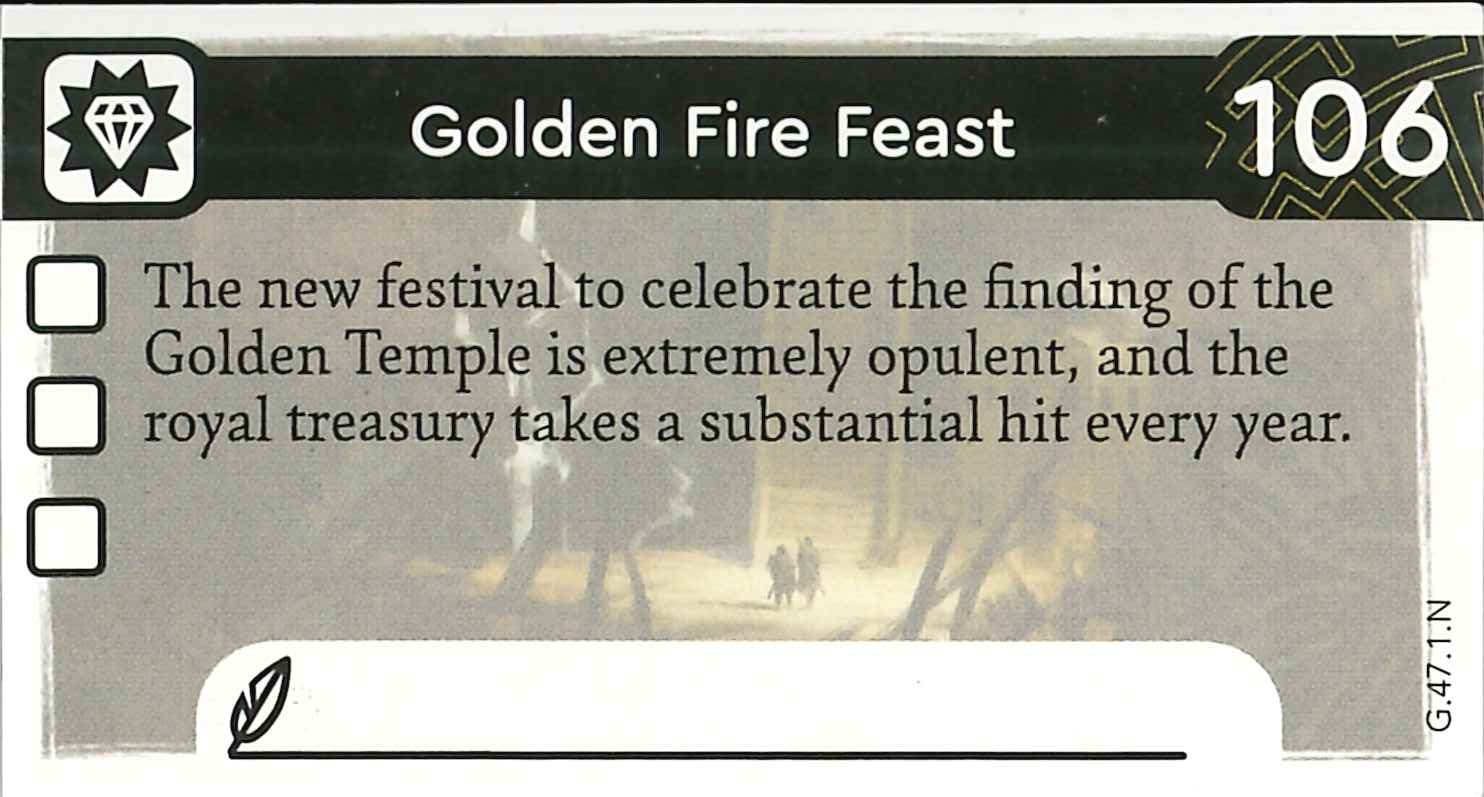 Golden Fire Feast
106
The new festival to celebrate the finding of the
Golden Temple is extremely opulent, and the
royal treasury takes a substantial hit every year.
G.47.1.N